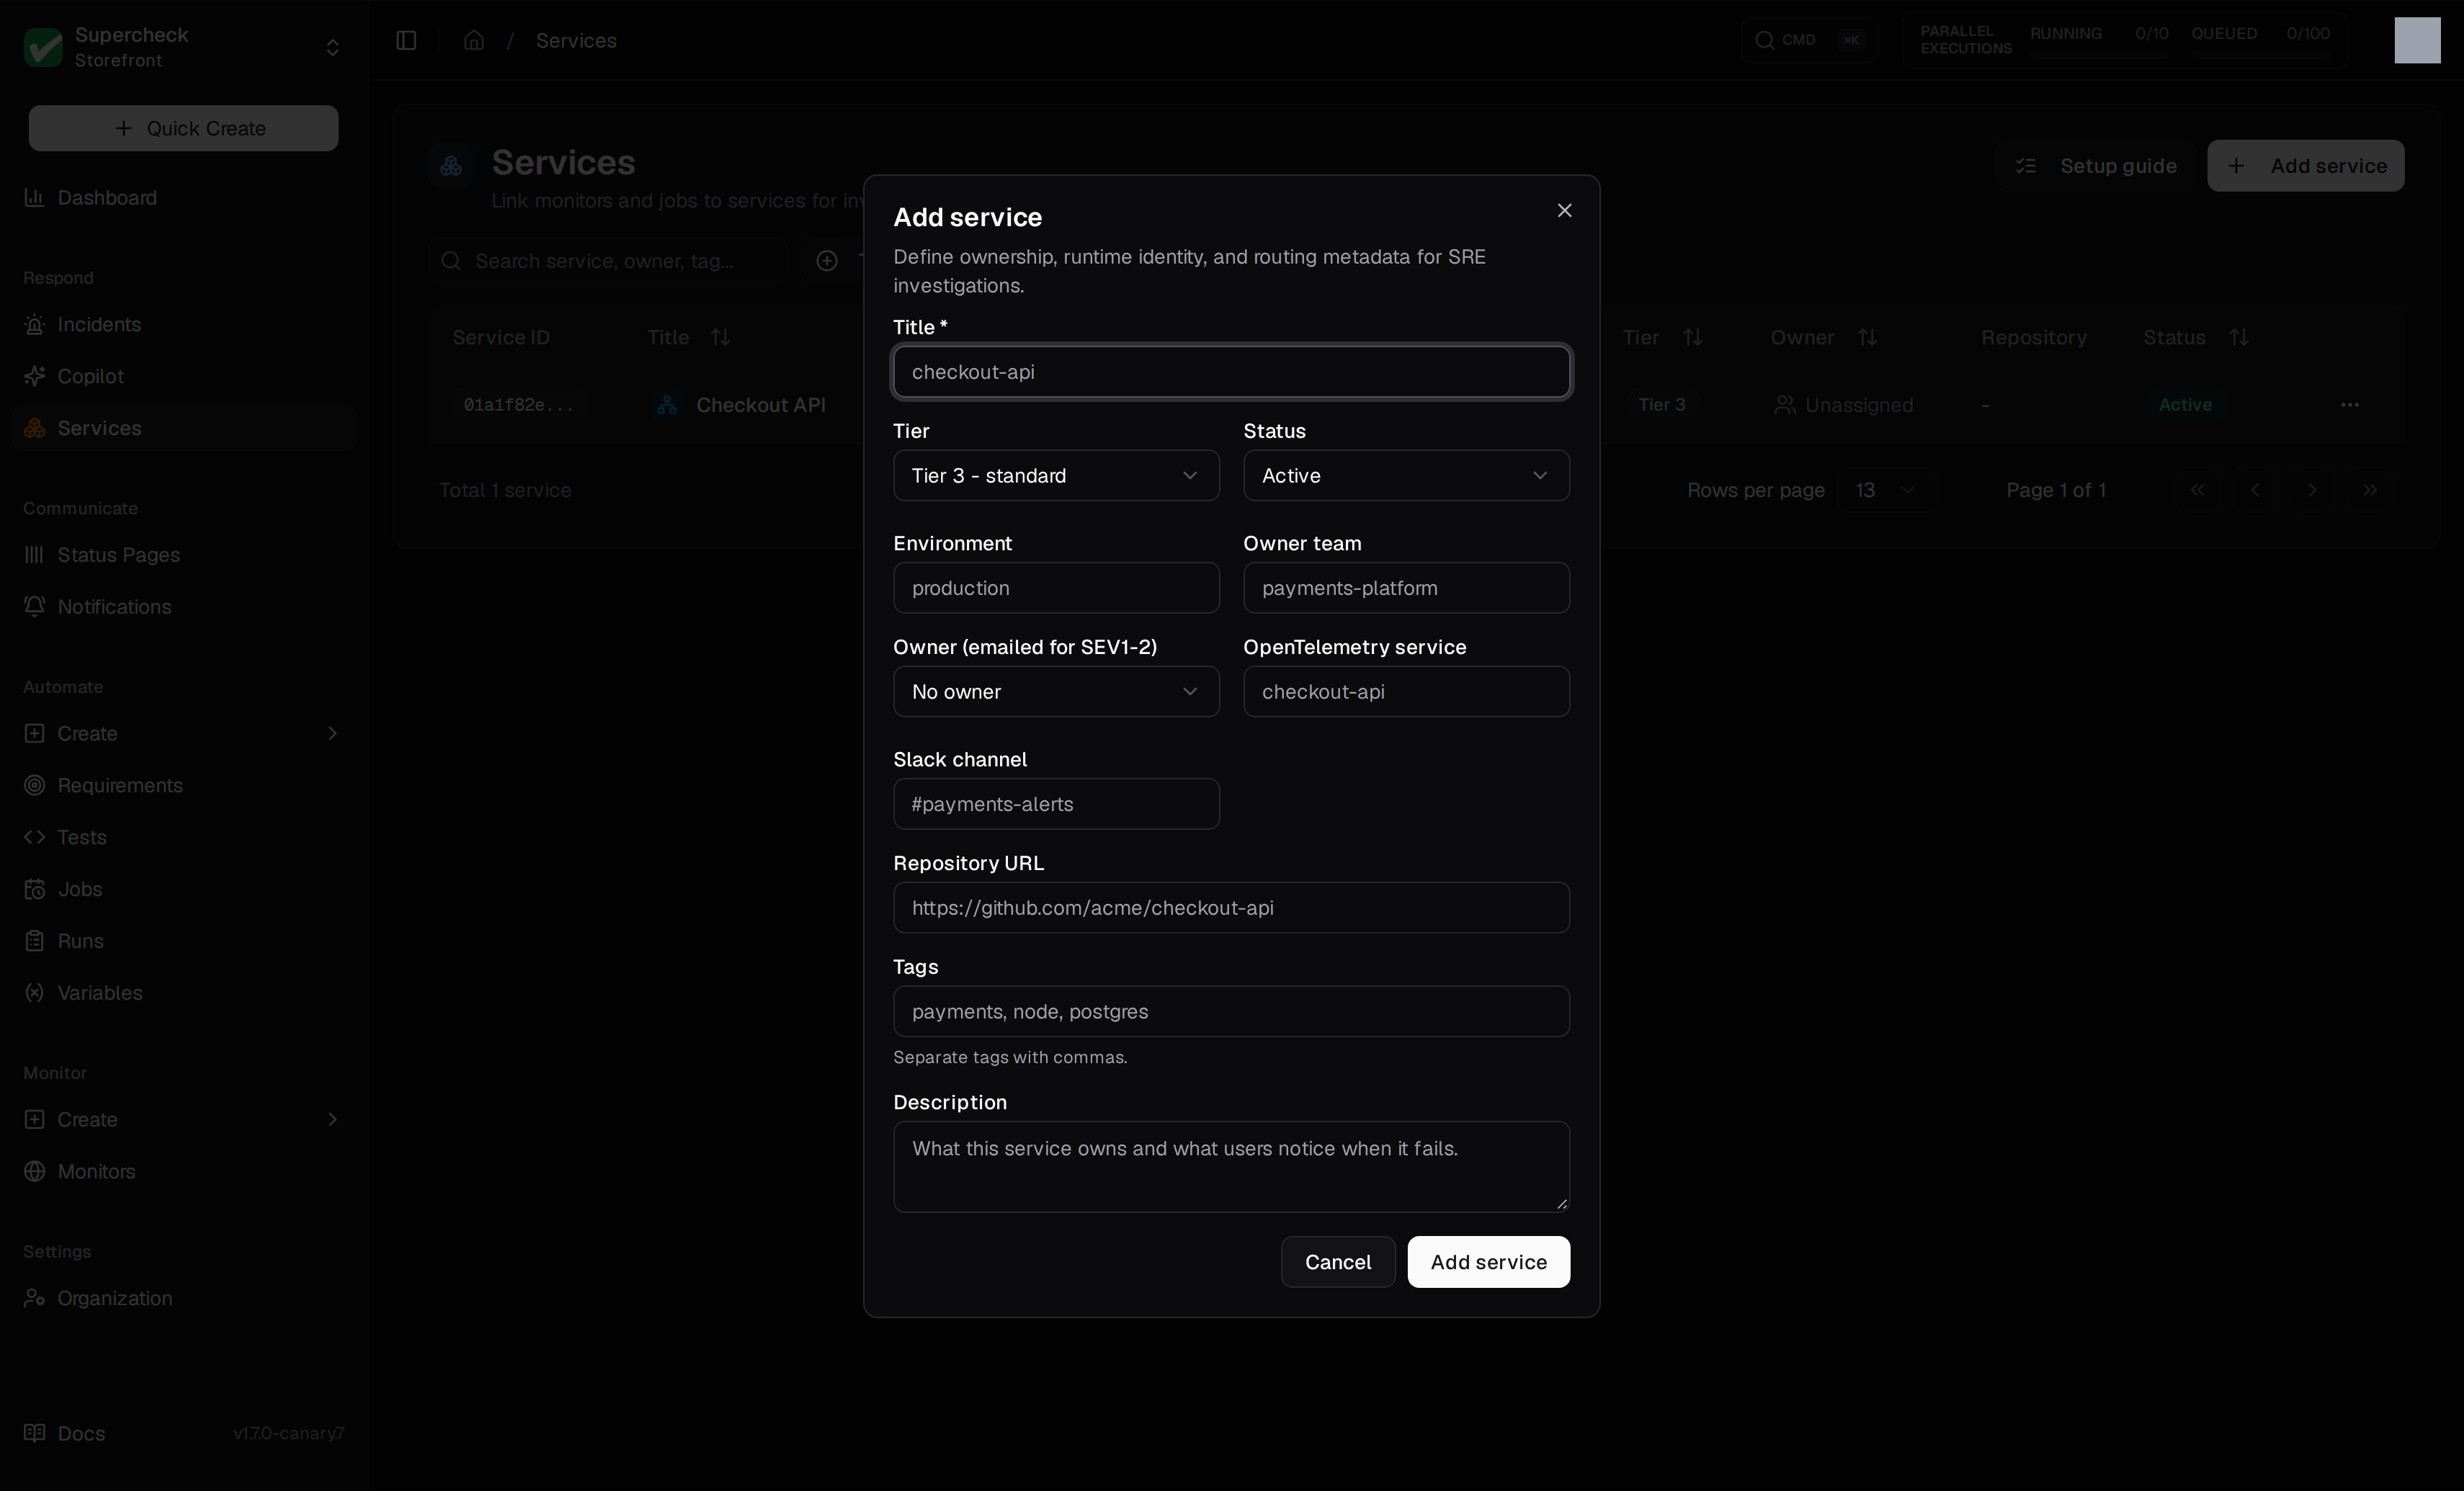 Supercheck
Storefront
Quick Create
Dashboard
Respond
Incidents
Copilot
Services
Communicate
Status Pages
Notifications
Automate
Create
Requirements
Tests
Jobs
Runs
Variables
Monitor
Create
Monitors
Settings
Organization
Docs
v1.7.0-canary.7
/ Services
CMD ⌘K
PARALLEL
EXECUTIONS
RUNNING 0/10
QUEUED 0/100
Services
Link monitors and jobs to services for
Setup guide
Add service
Search service, owner, tag...
Service ID Title Tier Owner Repository Status
01a1f82e... Checkout API Tier 3 Unassigned - Active
Total 1 service
Rows per page 13 Page 1 of 1
Add service
Define ownership, runtime identity, and routing metadata for SRE
investigations.
Title *
checkout-api
Tier
Tier 3 - standard
Status
Active
Environment
production
Owner team
payments-platform
Owner (emailed for SEV1-2)
No owner
OpenTelemetry service
checkout-api
Slack channel
#payments-alerts
Repository URL
https://github.com/acme/checkout-api
Tags
payments, node, postgres
Separate tags with commas.
Description
What this service owns and what users notice when it fails.
Cancel
Add service